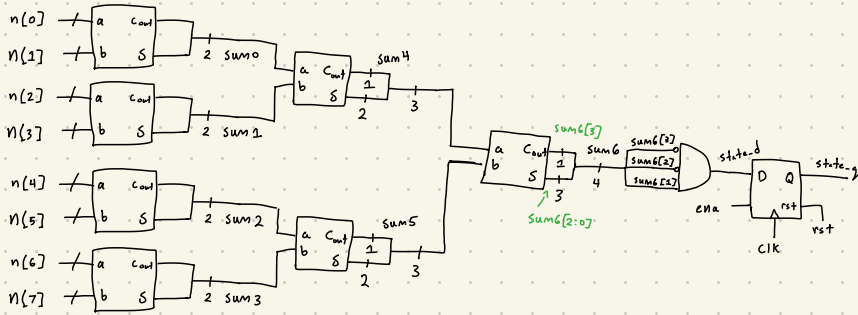 n[0]
a
Cout
n[1]
b
S
2
sum0
n[2]
a
Cout
n[3]
b
S
2
sum1
a
Cout
b
S
sum4
1
2
3
n[4]
a
Cout
n[5]
b
S
2
sum2
n[6]
a
Cout
n[7]
b
S
2
sum3
a
Cout
b
S
sum5
1
2
3
a
Cout
b
S
sum6[3]
1
3
sum6[2:0]
sum6
4
sum6[3]
sum6[2]
sum6[1]
state_d
D
Q
state_q
ena
rst
rst
clk